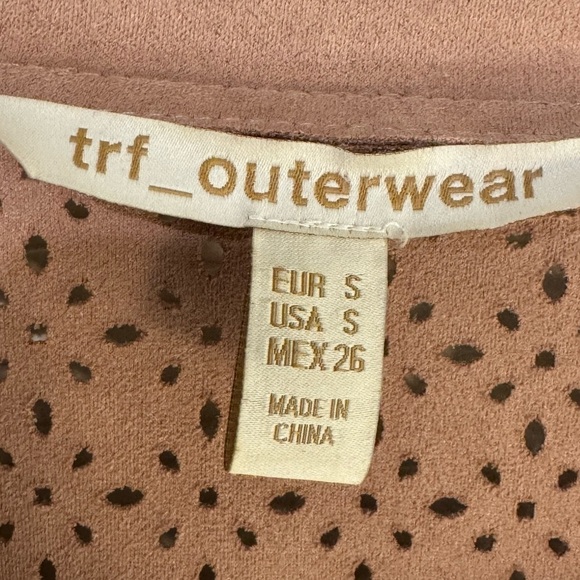 trf_outerwear
EUR S
USA S
MEX 26
MADE IN
CHINA